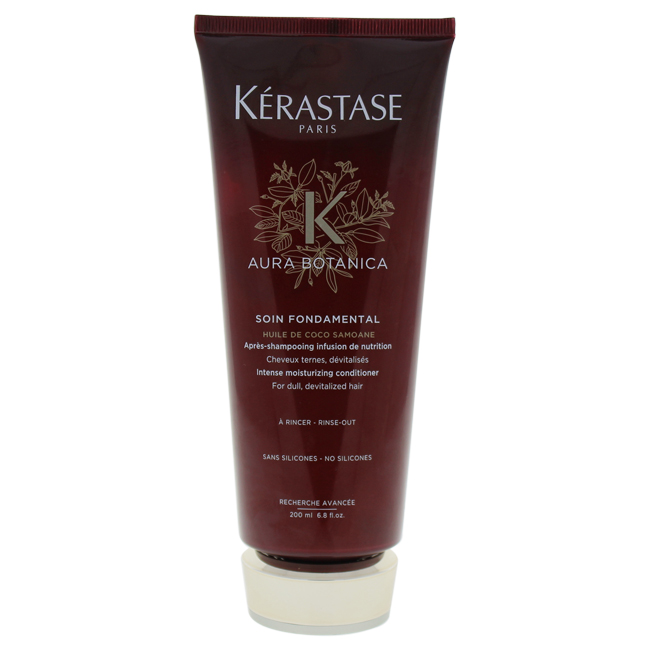 KÉRASTASE
PARIS
K
AURA BOTANICA
SOIN FONDAMENTAL
HUILE DE COCO SAMOANE
Après-shampooing infusion de nutrition
Cheveux ternes, dévitalisés
Intense moisturizing conditioner
For dull, devitalized hair
À RINCER - RINSE-OUT
SANS SILICONES - NO SILICONES
RECHERCHE AVANCÉE
200 ml 6.8 fl.oz.